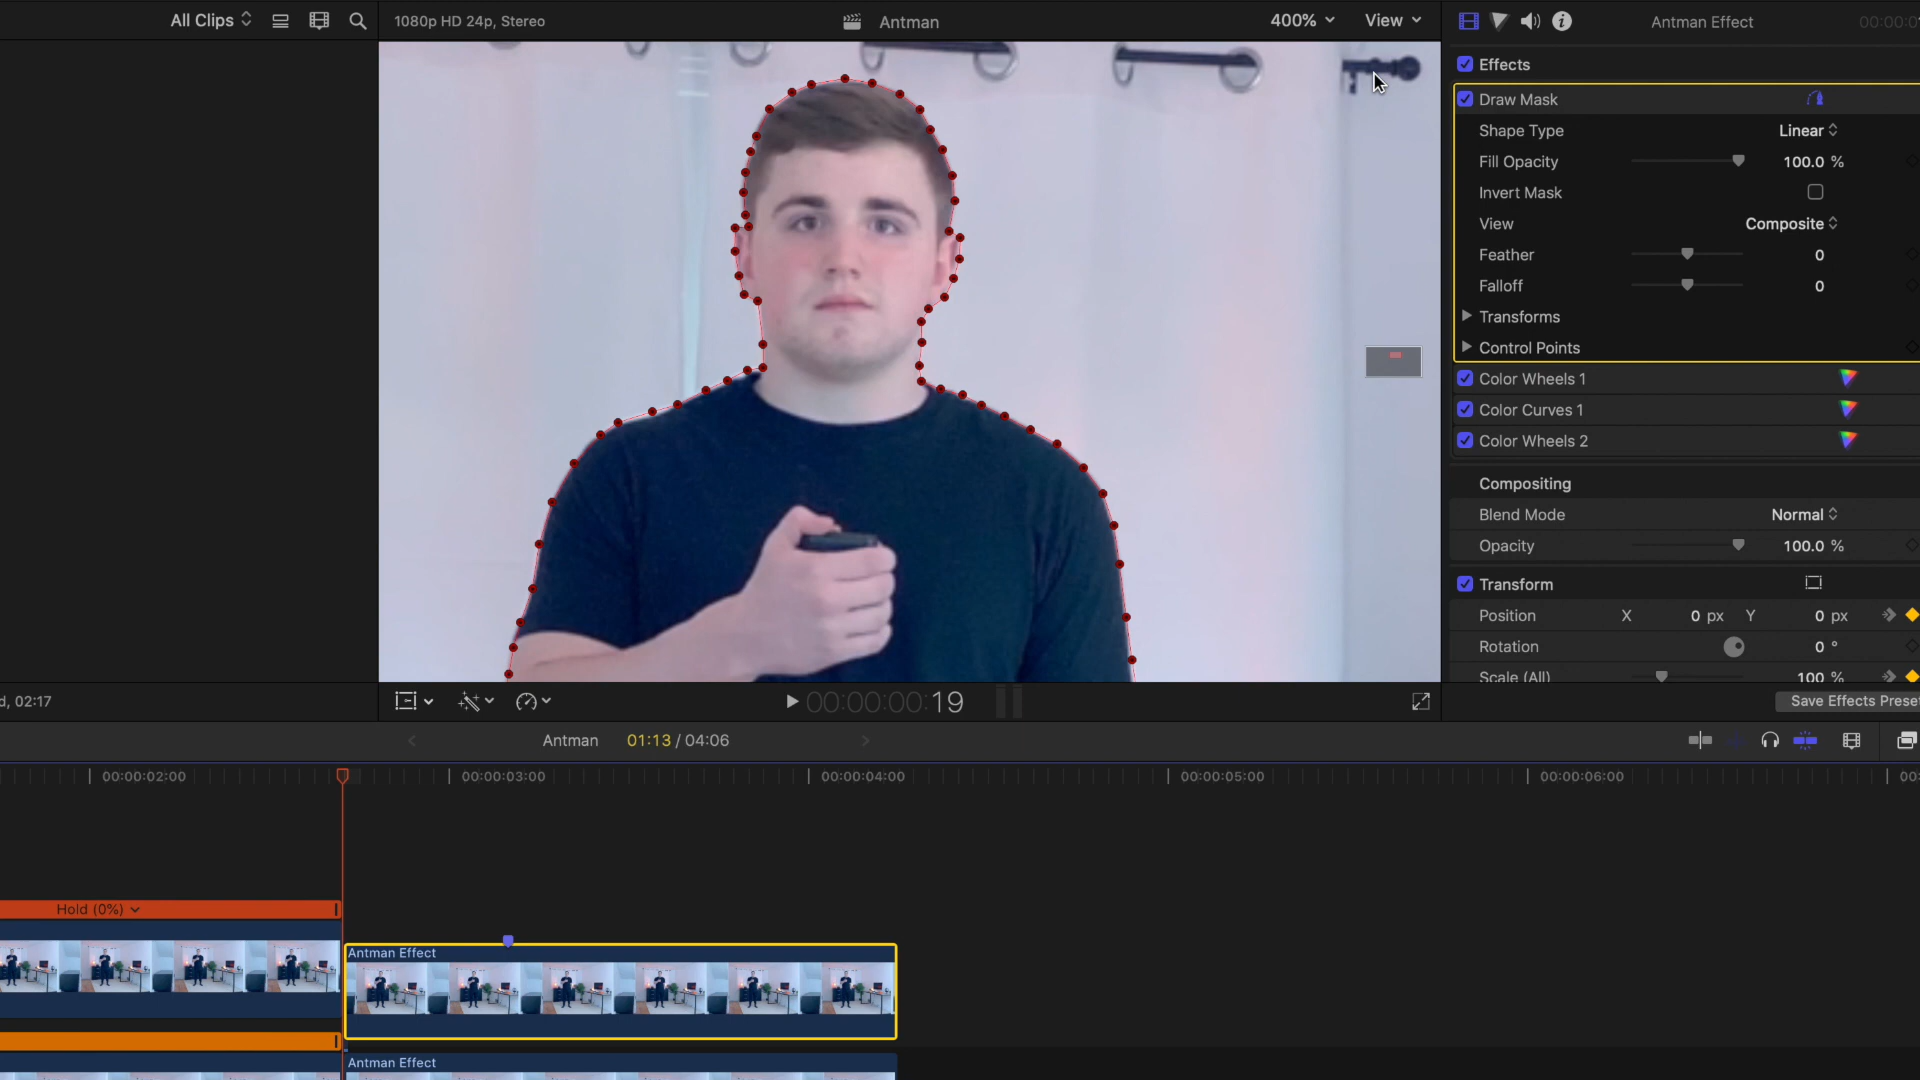 All Clips
1080p HD 24p, Stereo
Antman
400%
View
Antman Effect
00:00:0
Effects
Draw Mask
Shape Type
Linear
Fill Opacity
100.0 %
Invert Mask
View
Composite
Feather
0
Falloff
0
Transforms
Control Points
Color Wheels 1
Color Curves 1
Color Wheels 2
Compositing
Blend Mode
Normal
Opacity
100.0 %
Transform
Position
X
0 px
Y
0 px
Rotation
0 °
Scale (All)
100 %
d, 02:17
00:00:00:19
Save Effects Preset
Antman
01:13 / 04:06
00:00:02:00
00:00:03:00
00:00:04:00
00:00:05:00
00:00:06:00
00:
Hold (0%)
Antman Effect
Antman Effect